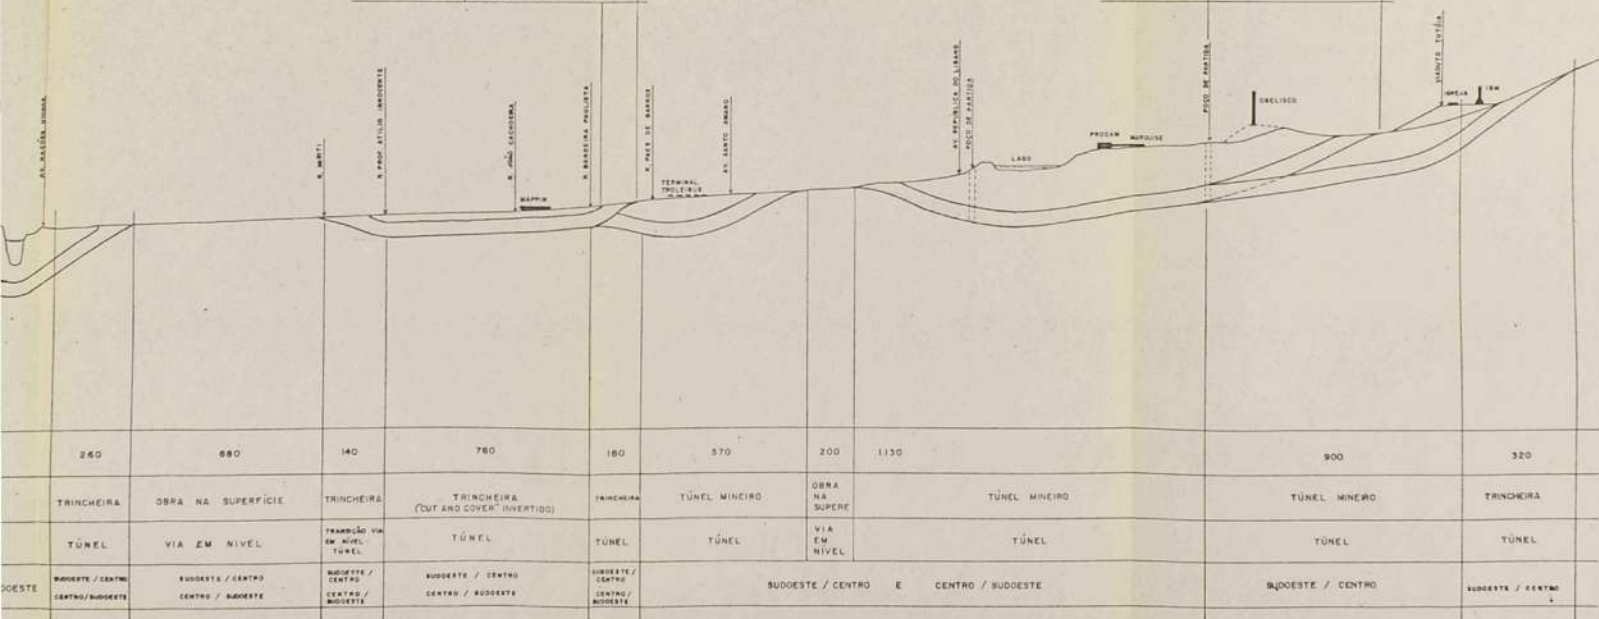 AV. NAÇÕES UNIDAS
R. MIRITI
R. PROF. ATILIO INNOCENTI
R. JOÃO CACHOEIRA
MAPPIN
R. BANDEIRA PAULISTA
R. PAES DE BARROS
TERMINAL
TROLEIBUS
AV. SANTO AMARO
AV. REPUBLICA DO LIBANO
POÇO DE PARTIDA
LAGO
PROCAM MARQUISE
POÇO DE PARTIDA
OBELISCO
VIADUTO TUTÓIA
IGREJA
IBM
260 680 140 760 180 570 200 1.130 900 320
TRINCHEIRA
OBRA NA SUPERFÍCIE
TRINCHEIRA
TRINCHEIRA
("CUT AND COVER" INVERTIDO)
TRINCHEIRA
TÚNEL MINEIRO
OBRA
NA
SUPERF.
TÚNEL MINEIRO
TÚNEL MINEIRO
TRINCHEIRA
TÚNEL
VIA EM NIVEL
TRANSIÇÃO VIA
EM NÍVEL -
TÚNEL
TÚNEL
TÚNEL
TÚNEL
VIA
EM
NÍVEL
TÚNEL
TÚNEL
TÚNEL
DOESTE
SUDOESTE / CENTRO
CENTRO / SUDOESTE
SUDOESTE / CENTRO
CENTRO / SUDOESTE
SUDOESTE /
CENTRO
CENTRO /
SUDOESTE
SUDOESTE / CENTRO
CENTRO / SUDOESTE
SUDOESTE /
CENTRO
CENTRO /
SUDOESTE
SUDOESTE / CENTRO E CENTRO / SUDOESTE
SUDOESTE / CENTRO
SUDOESTE / CENTRO